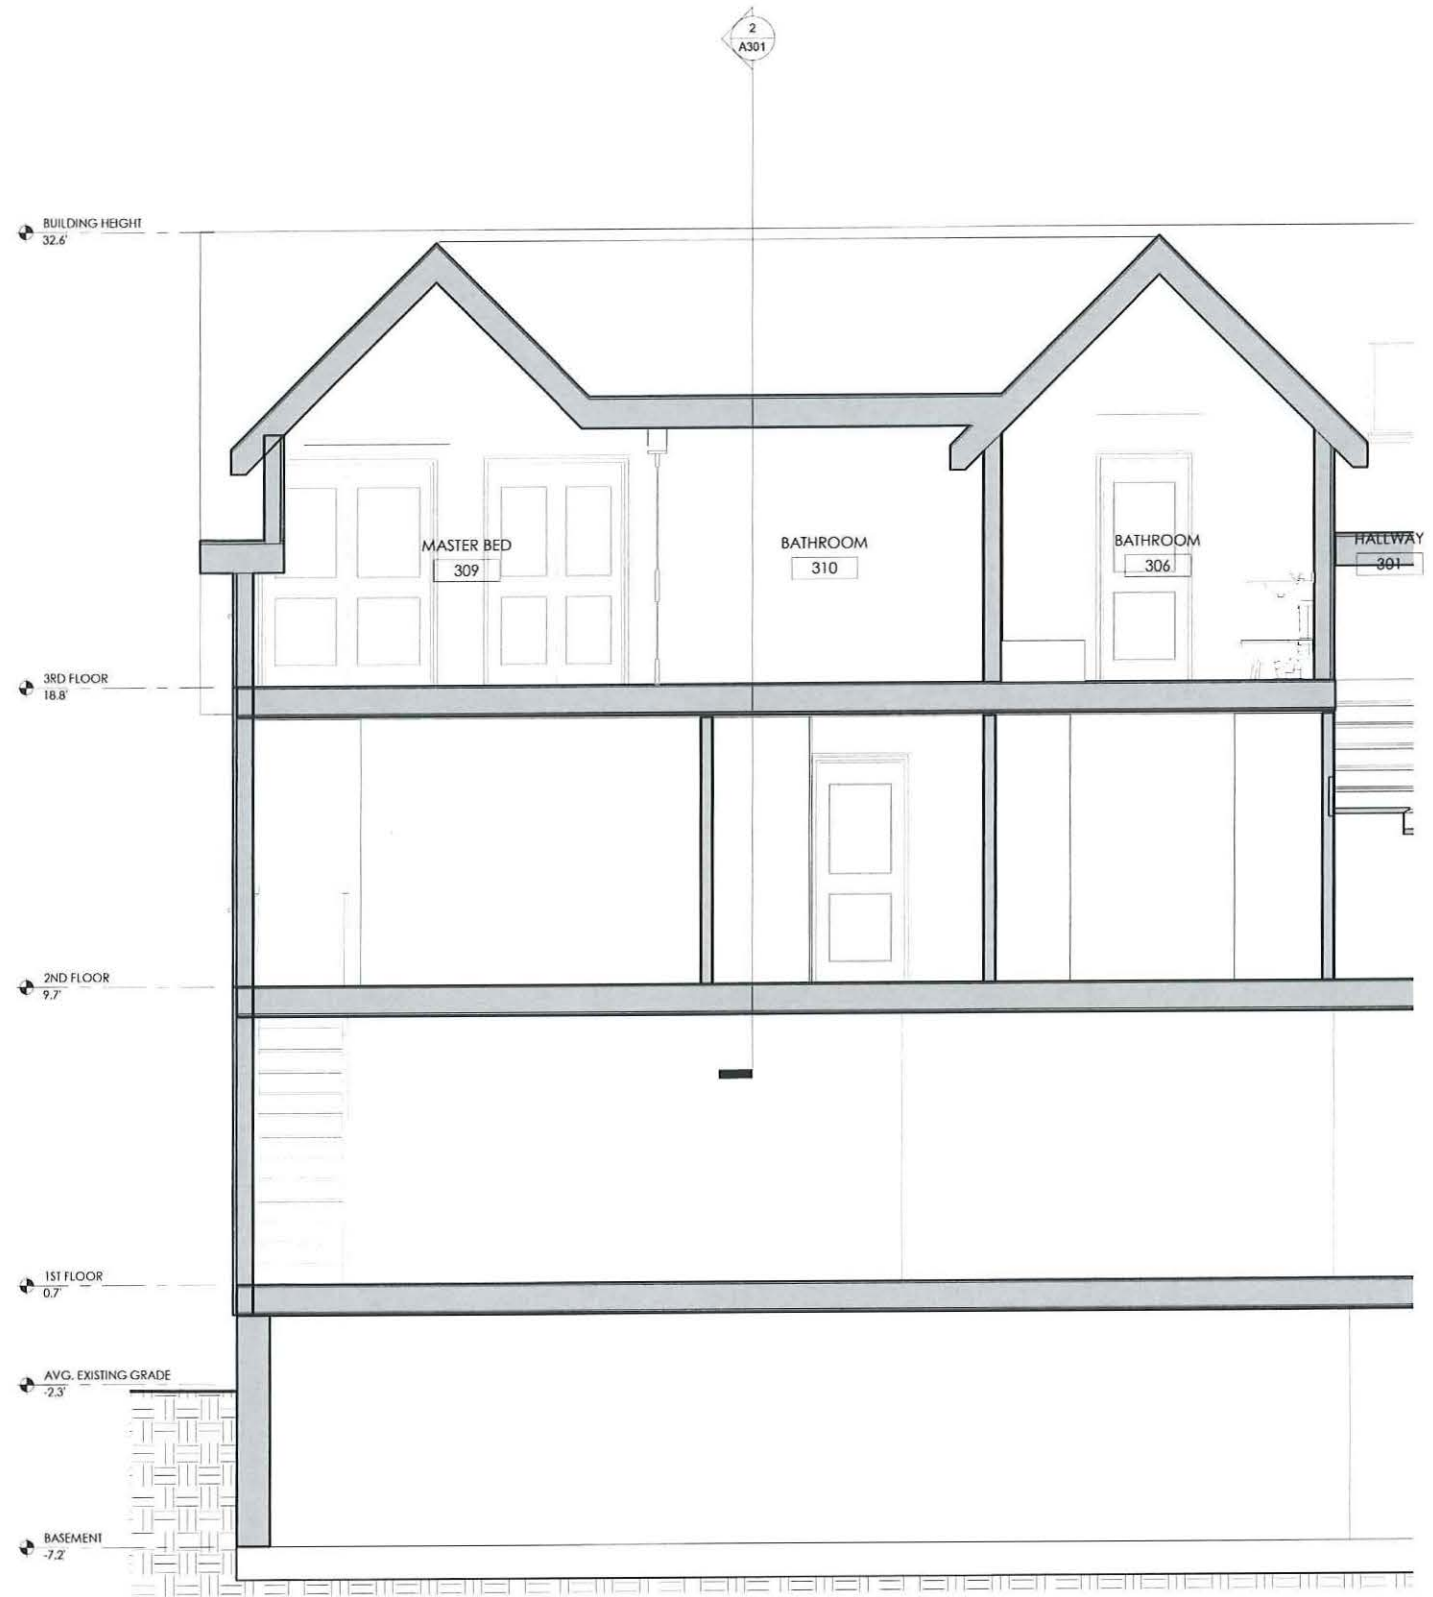 2
A301
BUILDING HEIGHT
32.6'
MASTER BED
309
BATHROOM
310
BATHROOM
306
HALLWAY
301
3RD FLOOR
18.8'
2ND FLOOR
9.7'
1ST FLOOR
0.7'
AVG. EXISTING GRADE
-2.3'
BASEMENT
-7.2'